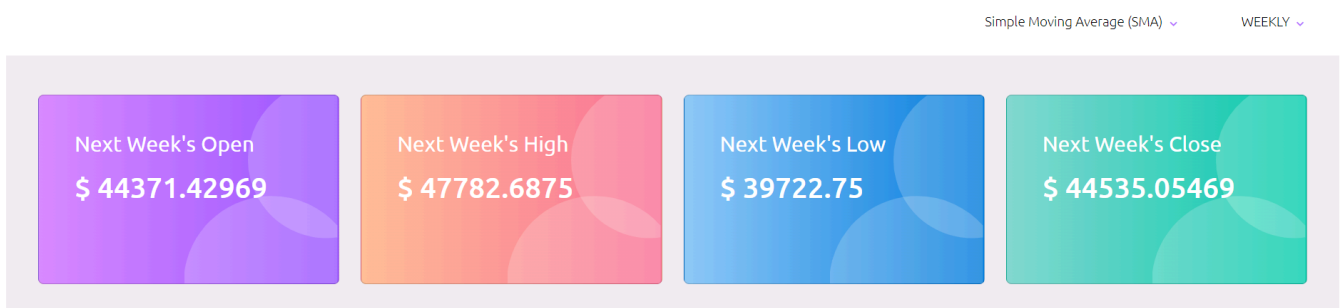 Simple Moving Average (SMA) WEEKLY
Next Week's Open
$ 44371.42969
Next Week's High
$ 47782.6875
Next Week's Low
$ 39722.75
Next Week's Close
$ 44535.05469